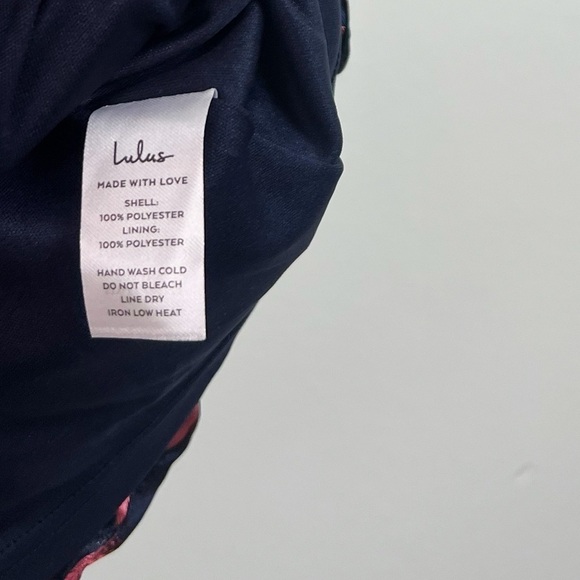 Lulus
MADE WITH LOVE
SHELL:
100% POLYESTER
LINING:
100% POLYESTER
HAND WASH COLD
DO NOT BLEACH
LINE DRY
IRON LOW HEAT